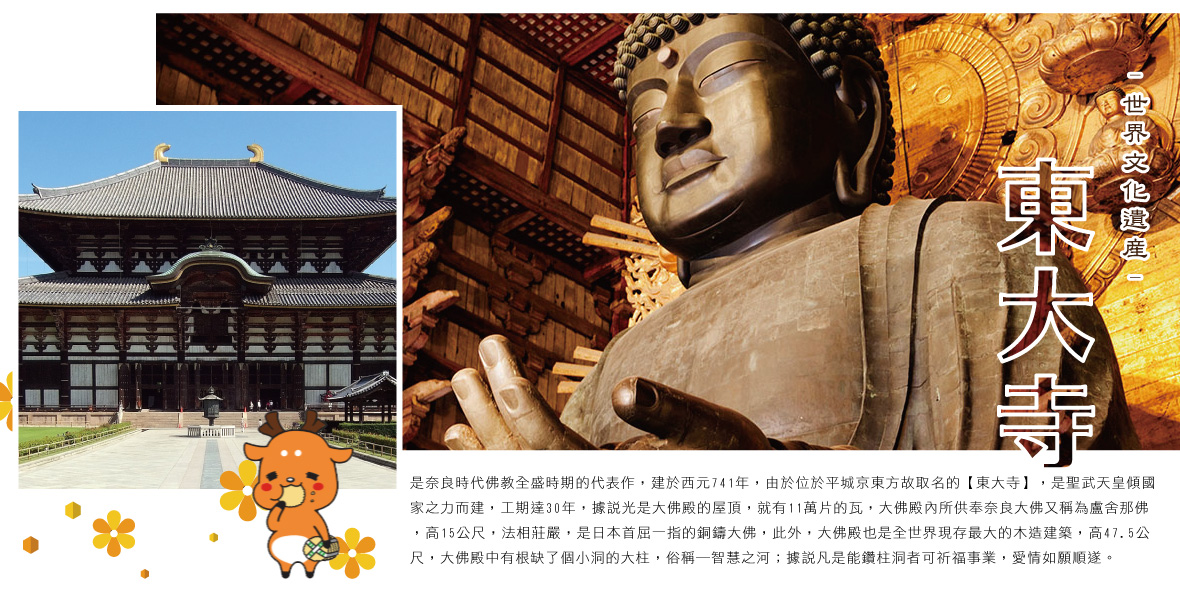 －世界文化遺産－
東大寺
是奈良時代佛教全盛時期的代表作，建於西元741年，由於位於平城京東方故取名的【東大寺】，是聖武天皇傾國
家之力而建，工期達30年，據説光是大佛殿的屋頂，就有11萬片的瓦，大佛殿內所供奉奈良大佛又稱為盧舍那佛
，高15公尺，法相莊嚴，是日本首屈一指的銅鑄大佛，此外，大佛殿也是全世界現存最大的木造建築，高47.5公
尺，大佛殿中有根缺了個小洞的大柱，俗稱─智慧之河；據説凡是能鑽柱洞者可祈福事業，愛情如願順遂。